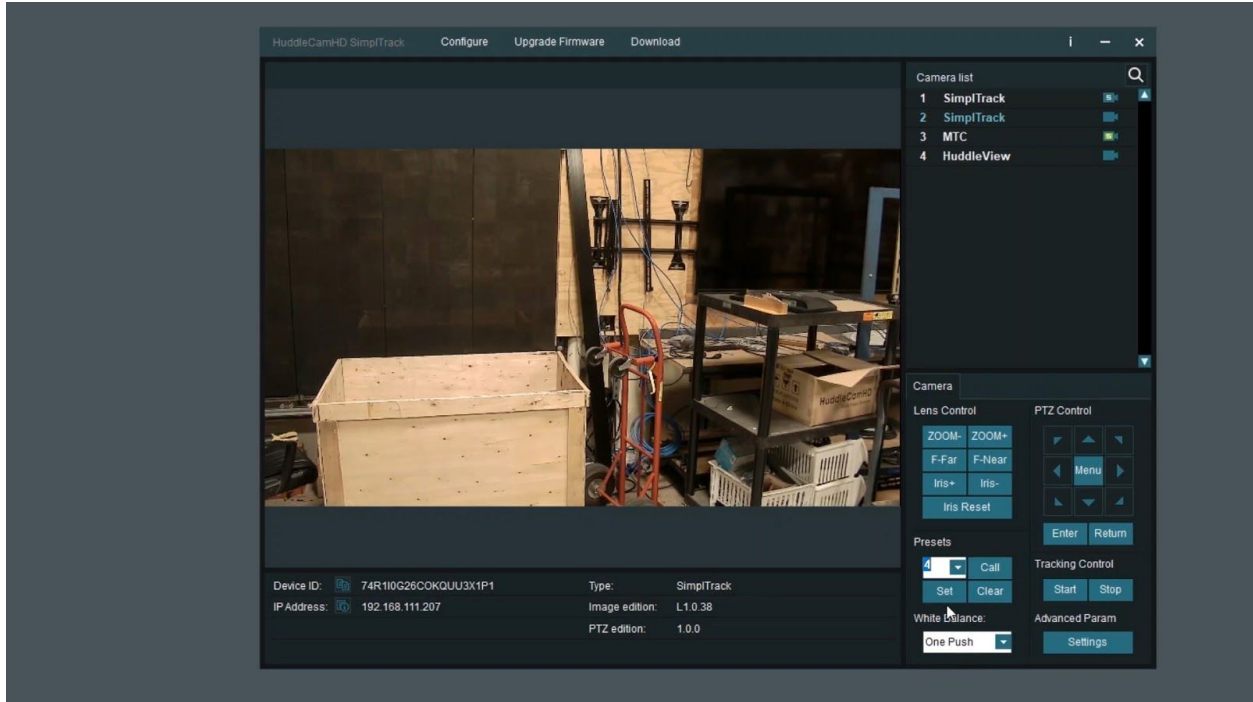 HuddleCamHD SimplTrack Configure Upgrade Firmware Download i
Camera list
1 SimplTrack
2 SimplTrack
3 MTC
4 HuddleView
HuddleCamHD
Device ID: 74R1I0G26COKQUU3X1P1 Type: SimplTrack
IP Address: 192.168.111.207 Image edition: L1.0.38
PTZ edition: 1.0.0
Camera
Lens Control
ZOOM- ZOOM+
F-Far F-Near
Iris+ Iris-
Iris Reset
PTZ Control
Menu
Enter Return
Presets
4 Call
Set Clear
White Balance:
One Push
Tracking Control
Start Stop
Advanced Param
Settings